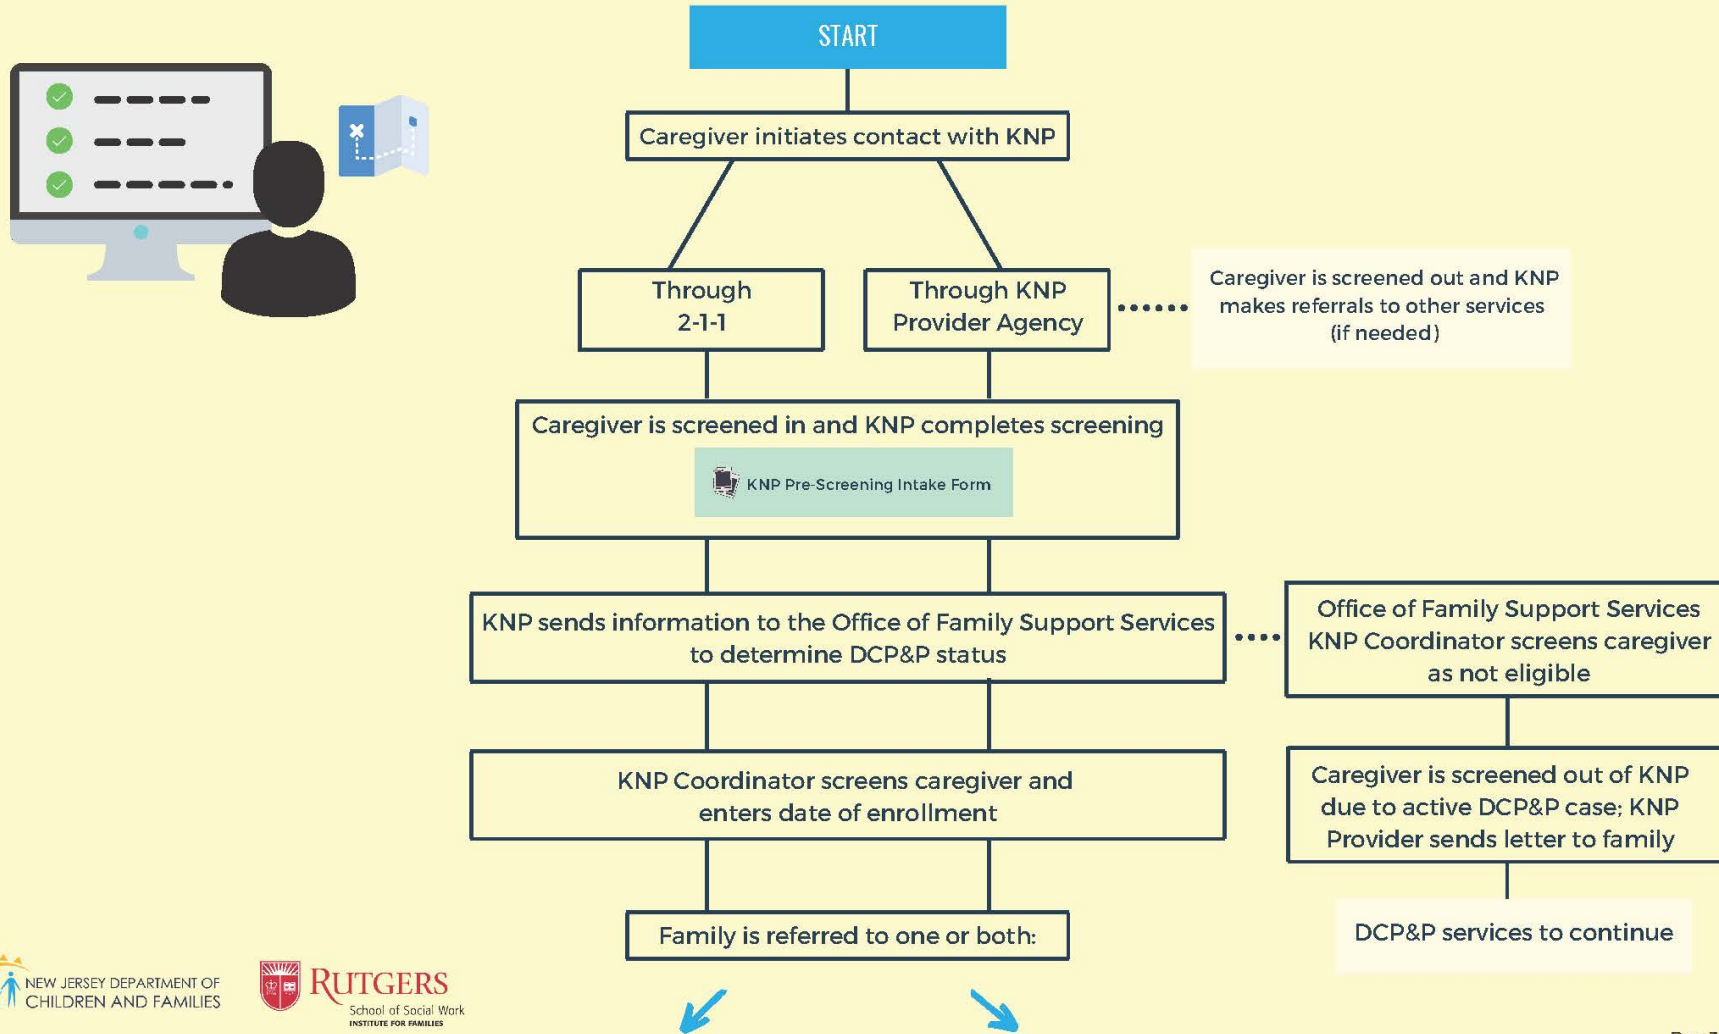 START
Caregiver initiates contact with KNP
Through
2-1-1
Through KNP
Provider Agency
Caregiver is screened out and KNP
makes referrals to other services
(if needed)
Caregiver is screened in and KNP completes screening
KNP Pre-Screening Intake Form
KNP sends information to the Office of Family Support Services
to determine DCP&P status
Office of Family Support Services
KNP Coordinator screens caregiver
as not eligible
KNP Coordinator screens caregiver and
enters date of enrollment
Caregiver is screened out of KNP
due to active DCP&P case; KNP
Provider sends letter to family
Family is referred to one or both:
DCP&P services to continue
NEW JERSEY DEPARTMENT OF
CHILDREN AND FAMILIES
RUTGERS
School of Social Work
INSTITUTE FOR FAMILIES